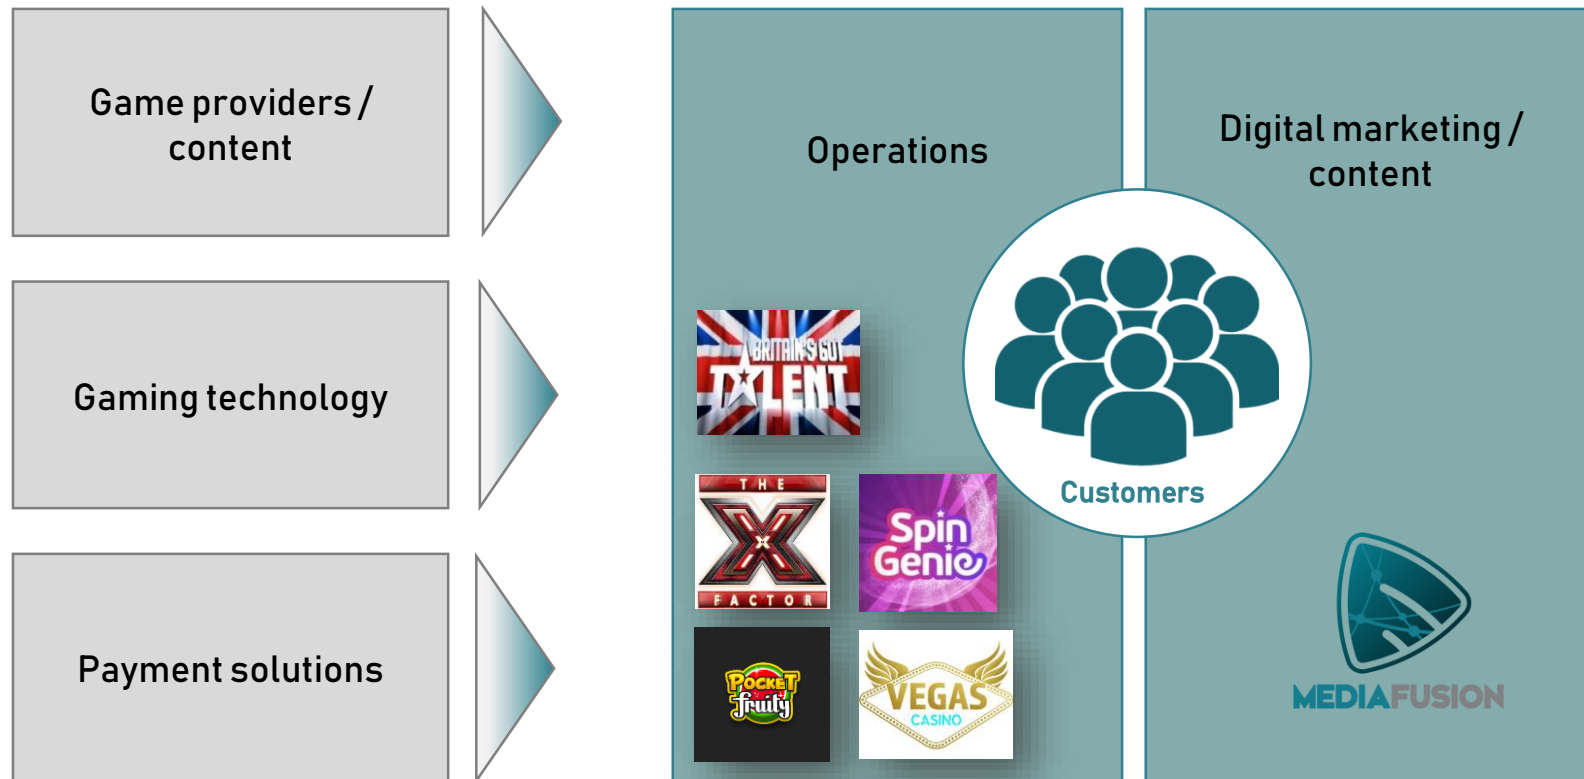 Game providers /
content
Gaming technology
Payment solutions
Operations
BRITAIN'S GOT
TALENT
THE
X
FACTOR
Spin
Genie
POCKET
fruity
VEGAS
CASINO
Digital marketing /
content
Customers
MEDIAFUSION